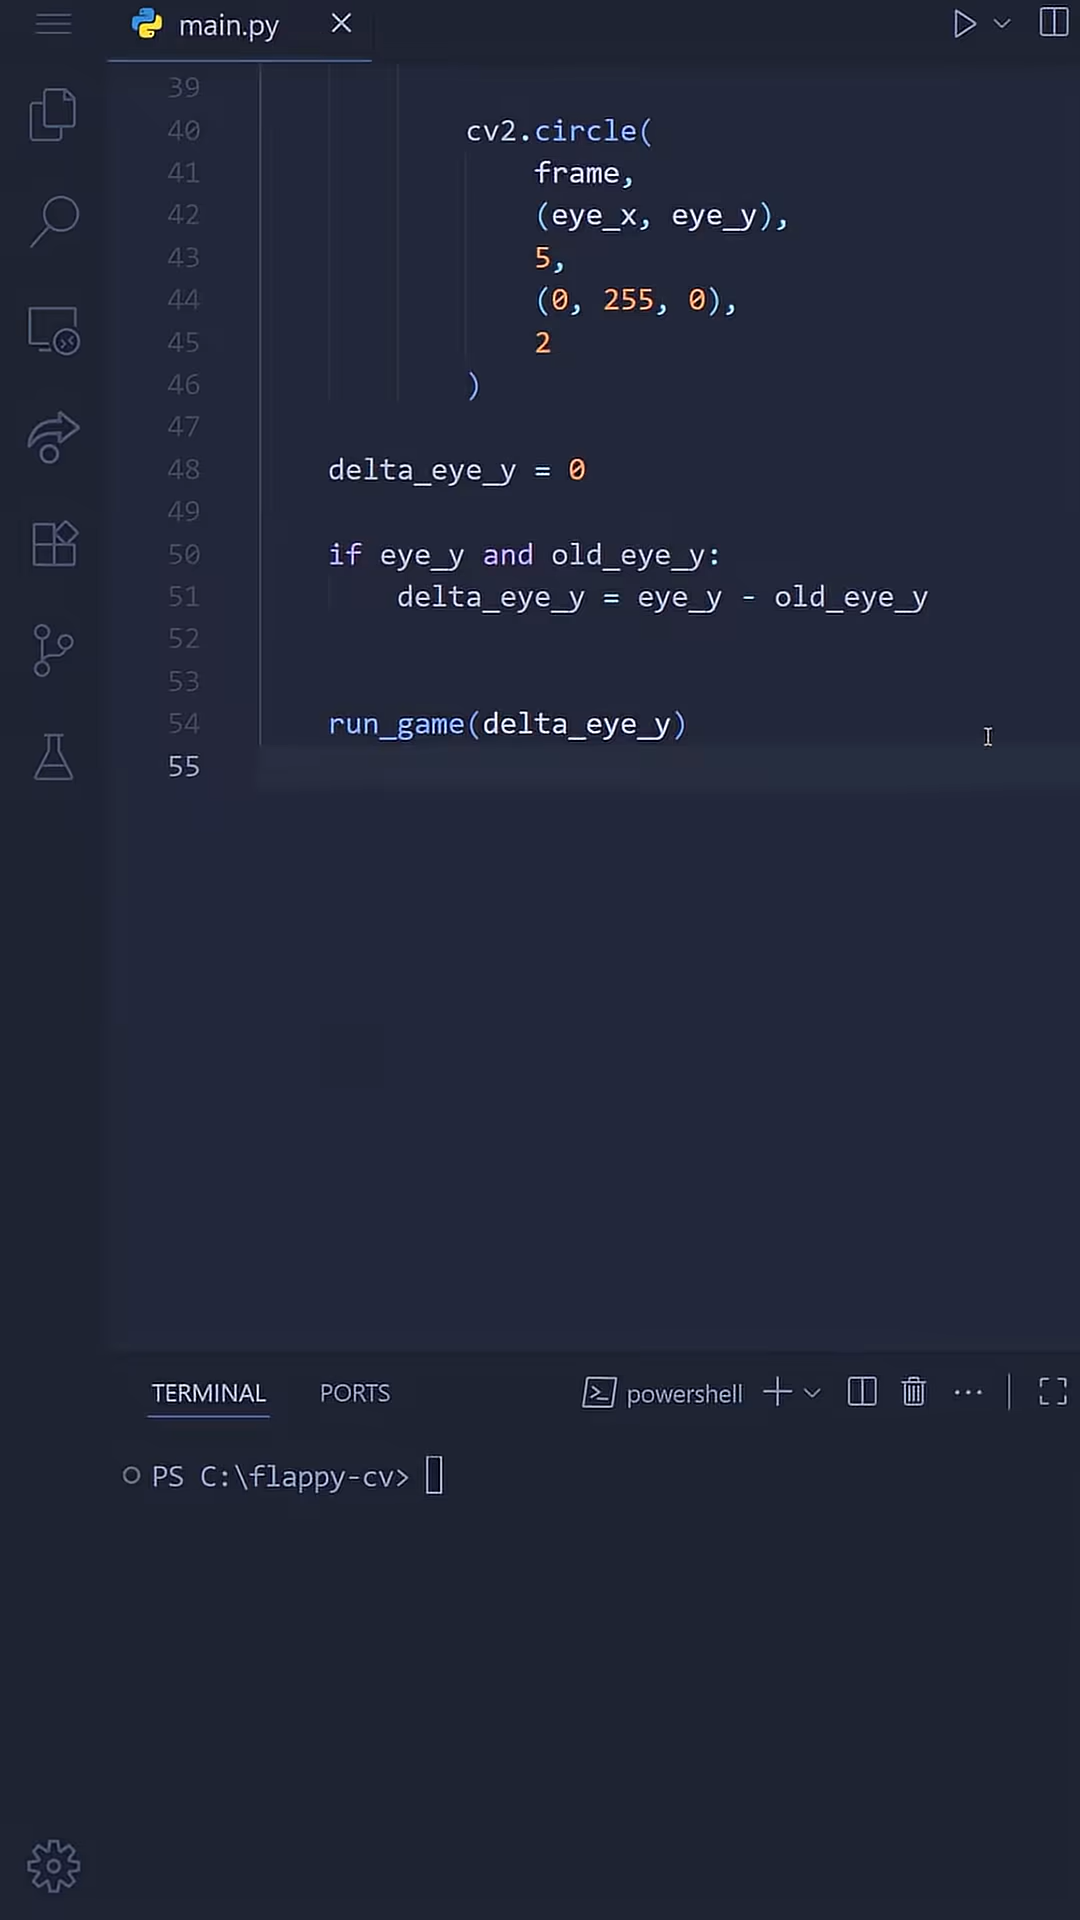 main.py
39
40 cv2.circle(
41 frame,
42 (eye_x, eye_y),
43 5,
44 (0, 255, 0),
45 2
46 )
47
48 delta_eye_y = 0
49
50 if eye_y and old_eye_y:
51 delta_eye_y = eye_y - old_eye_y
52
53
54 run_game(delta_eye_y)
55
TERMINAL PORTS powershell
PS C:\flappy-cv>